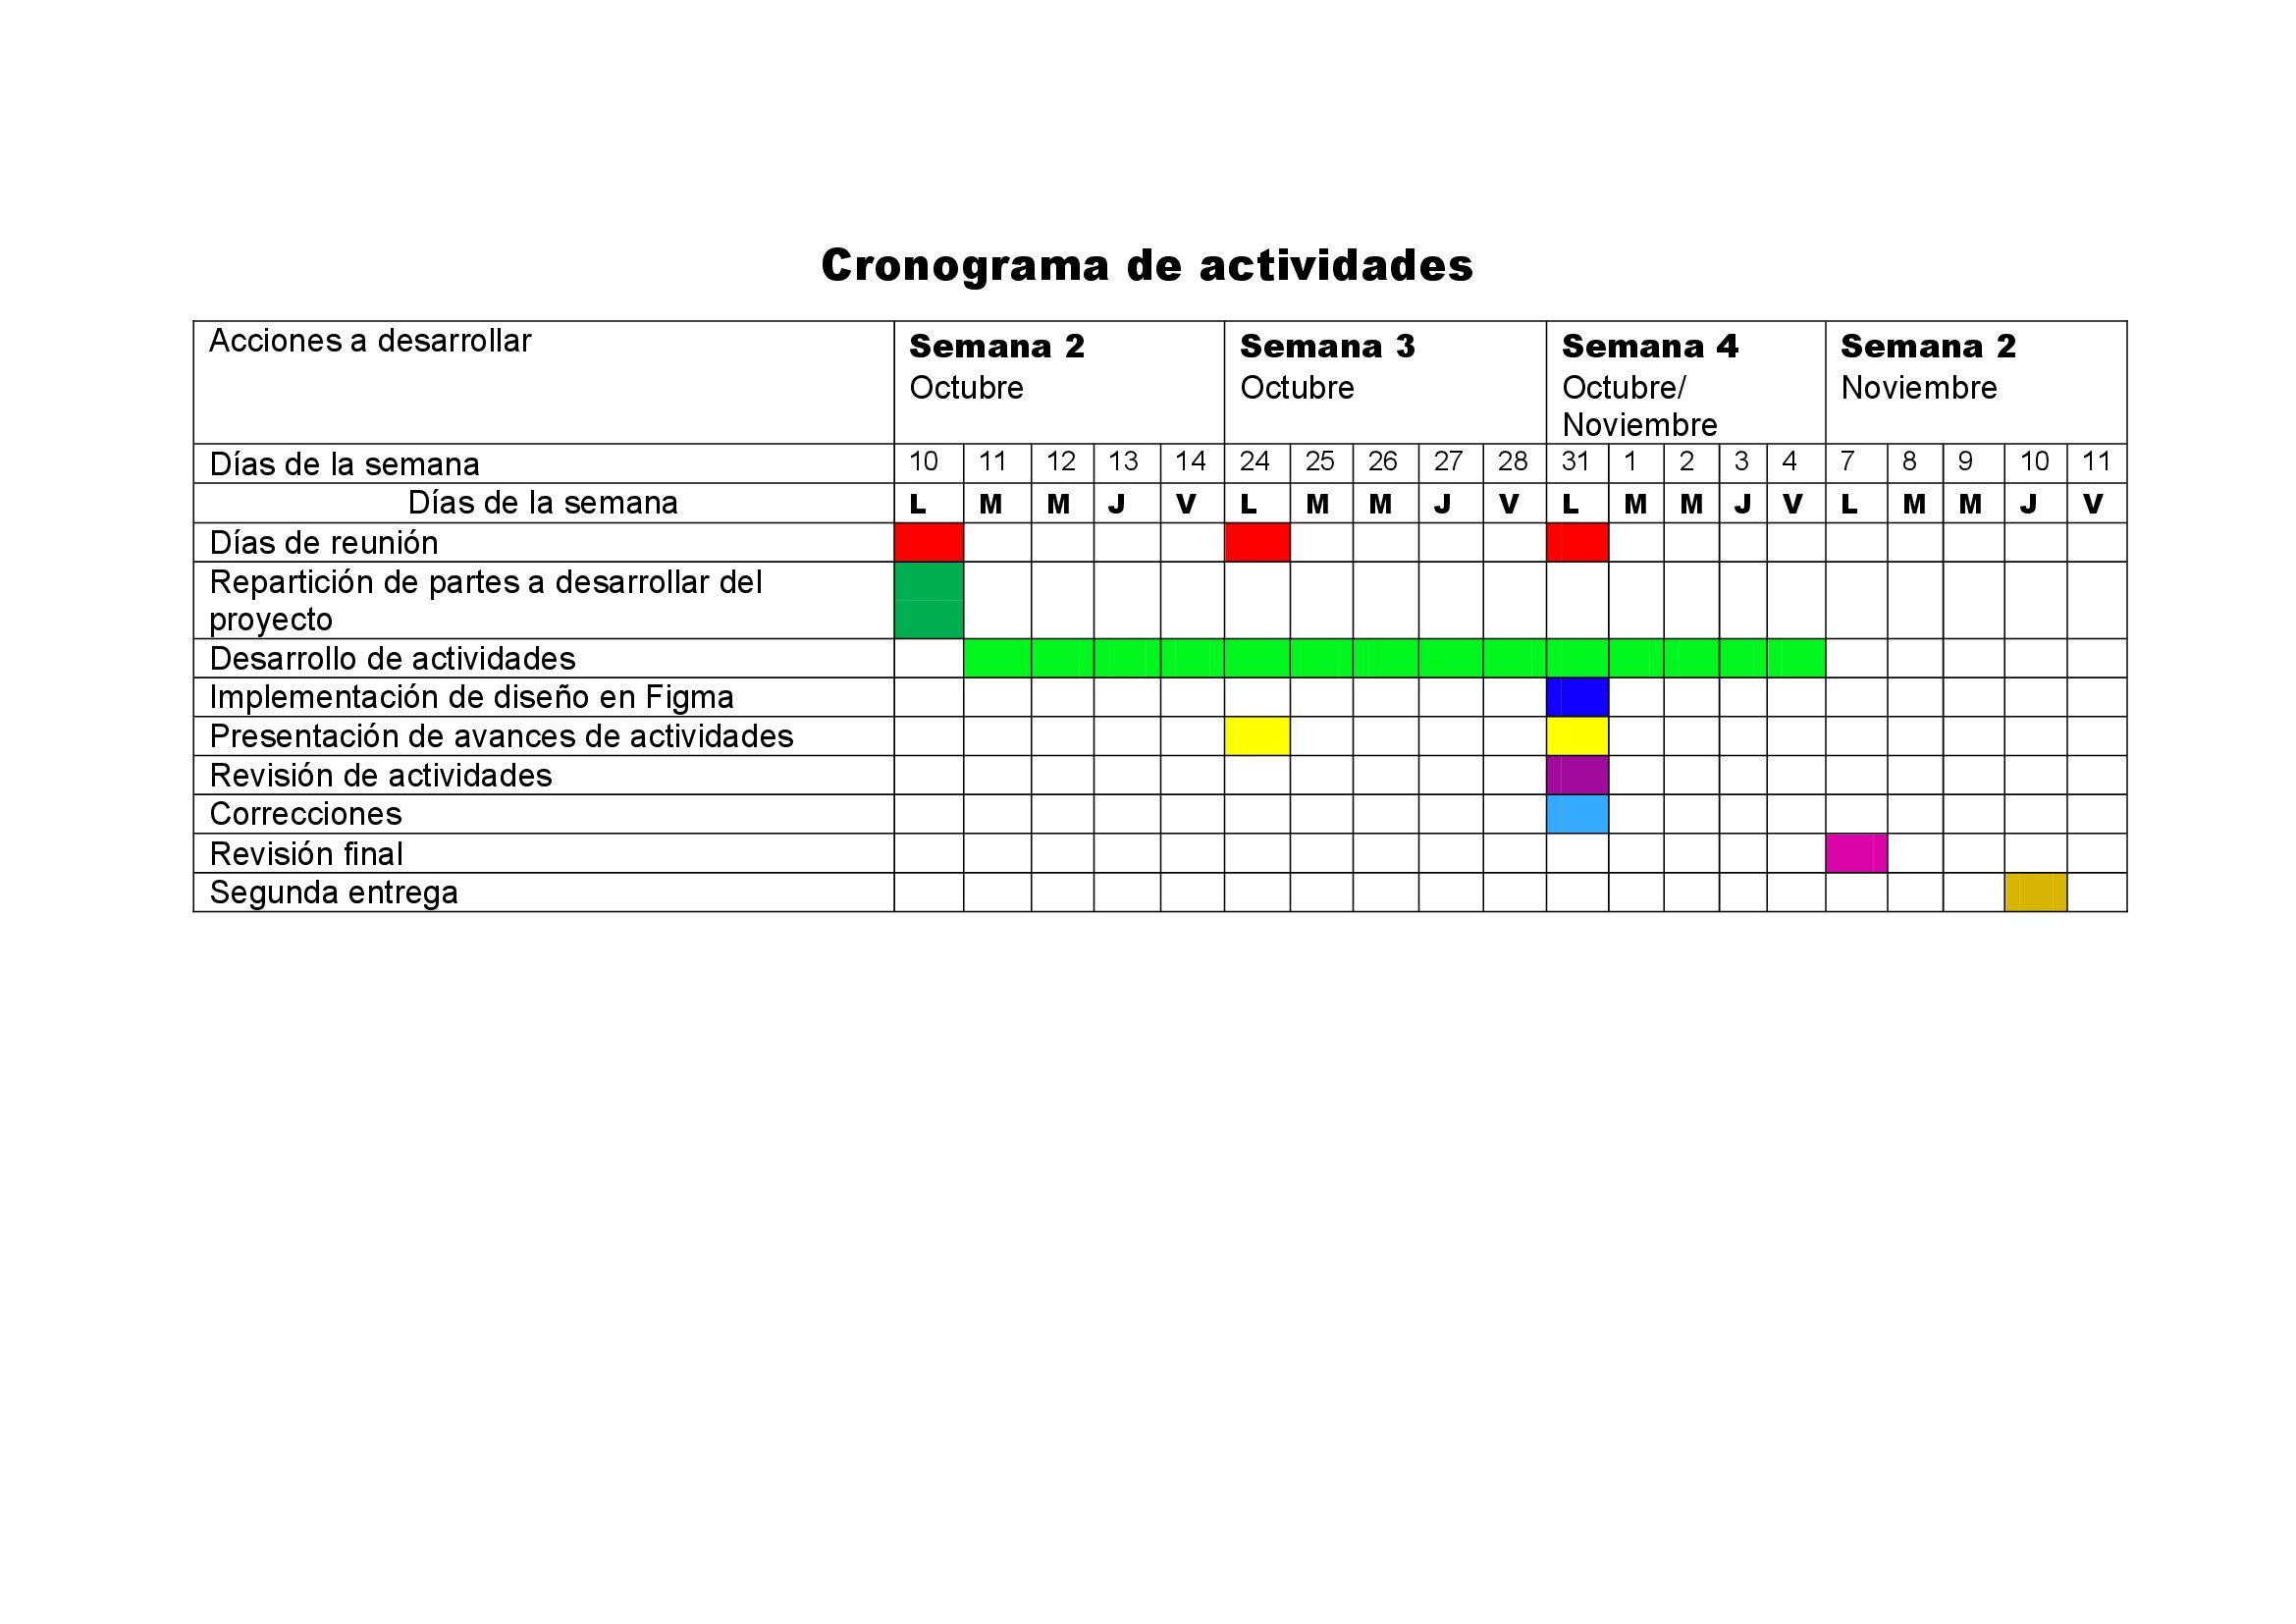 Cronograma de actividades
Acciones a desarrollar
Semana 2
Octubre
Semana 3
Octubre
Semana 4
Octubre/
Noviembre
Semana 2
Noviembre
Días de la semana 10 11 12 13 14 24 25 26 27 28 31 1 2 3 4 7 8 9 10 11
Días de la semana L M M J V L M M J V L M M J V L M M J V
Días de reunión
Repartición de partes a desarrollar del
proyecto
Desarrollo de actividades
Implementación de diseño en Figma
Presentación de avances de actividades
Revisión de actividades
Correcciones
Revisión final
Segunda entrega